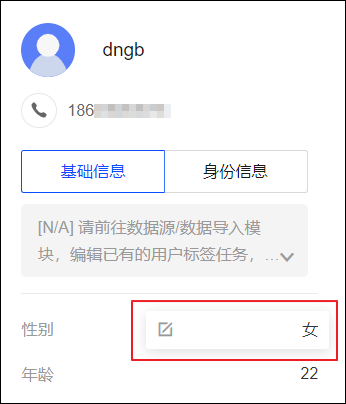 dngb
186
基础信息 身份信息
[N/A] 请前往数据源/数据导入模
块，编辑已有的用户标签任务，...
性别 女
年龄 22